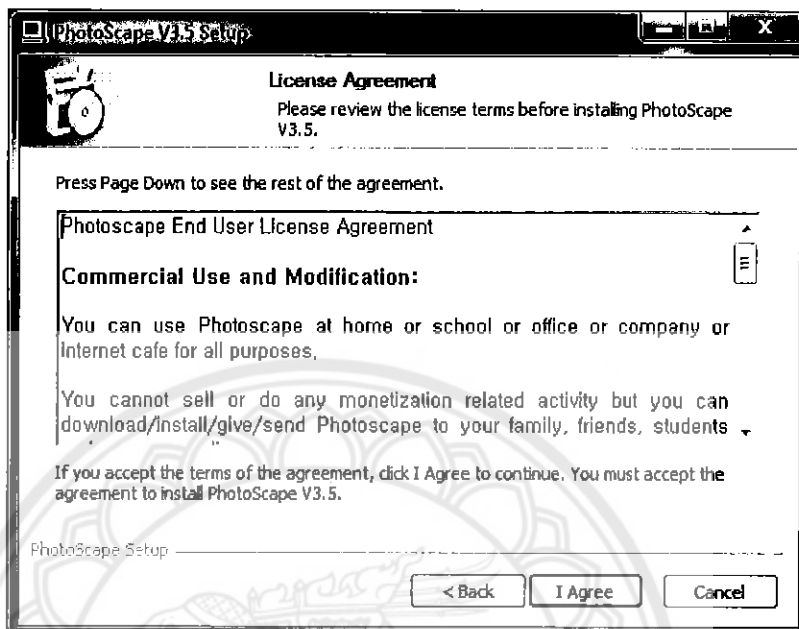 PhotoScape V3.5 Setup
License Agreement
Please review the license terms before installing PhotoScape
V3.5.
Press Page Down to see the rest of the agreement.
Photoscape End User License Agreement
Commercial Use and Modification:
You can use Photoscape at home or school or office or company or
Internet cafe for all purposes,
You cannot sell or do any monetization related activity but you can
download/install/give/send Photoscape to your family, friends, students
If you accept the terms of the agreement, click I Agree to continue. You must accept the
agreement to install PhotoScape V3.5.
PhotoScape Setup
< Back
I Agree
Cancel